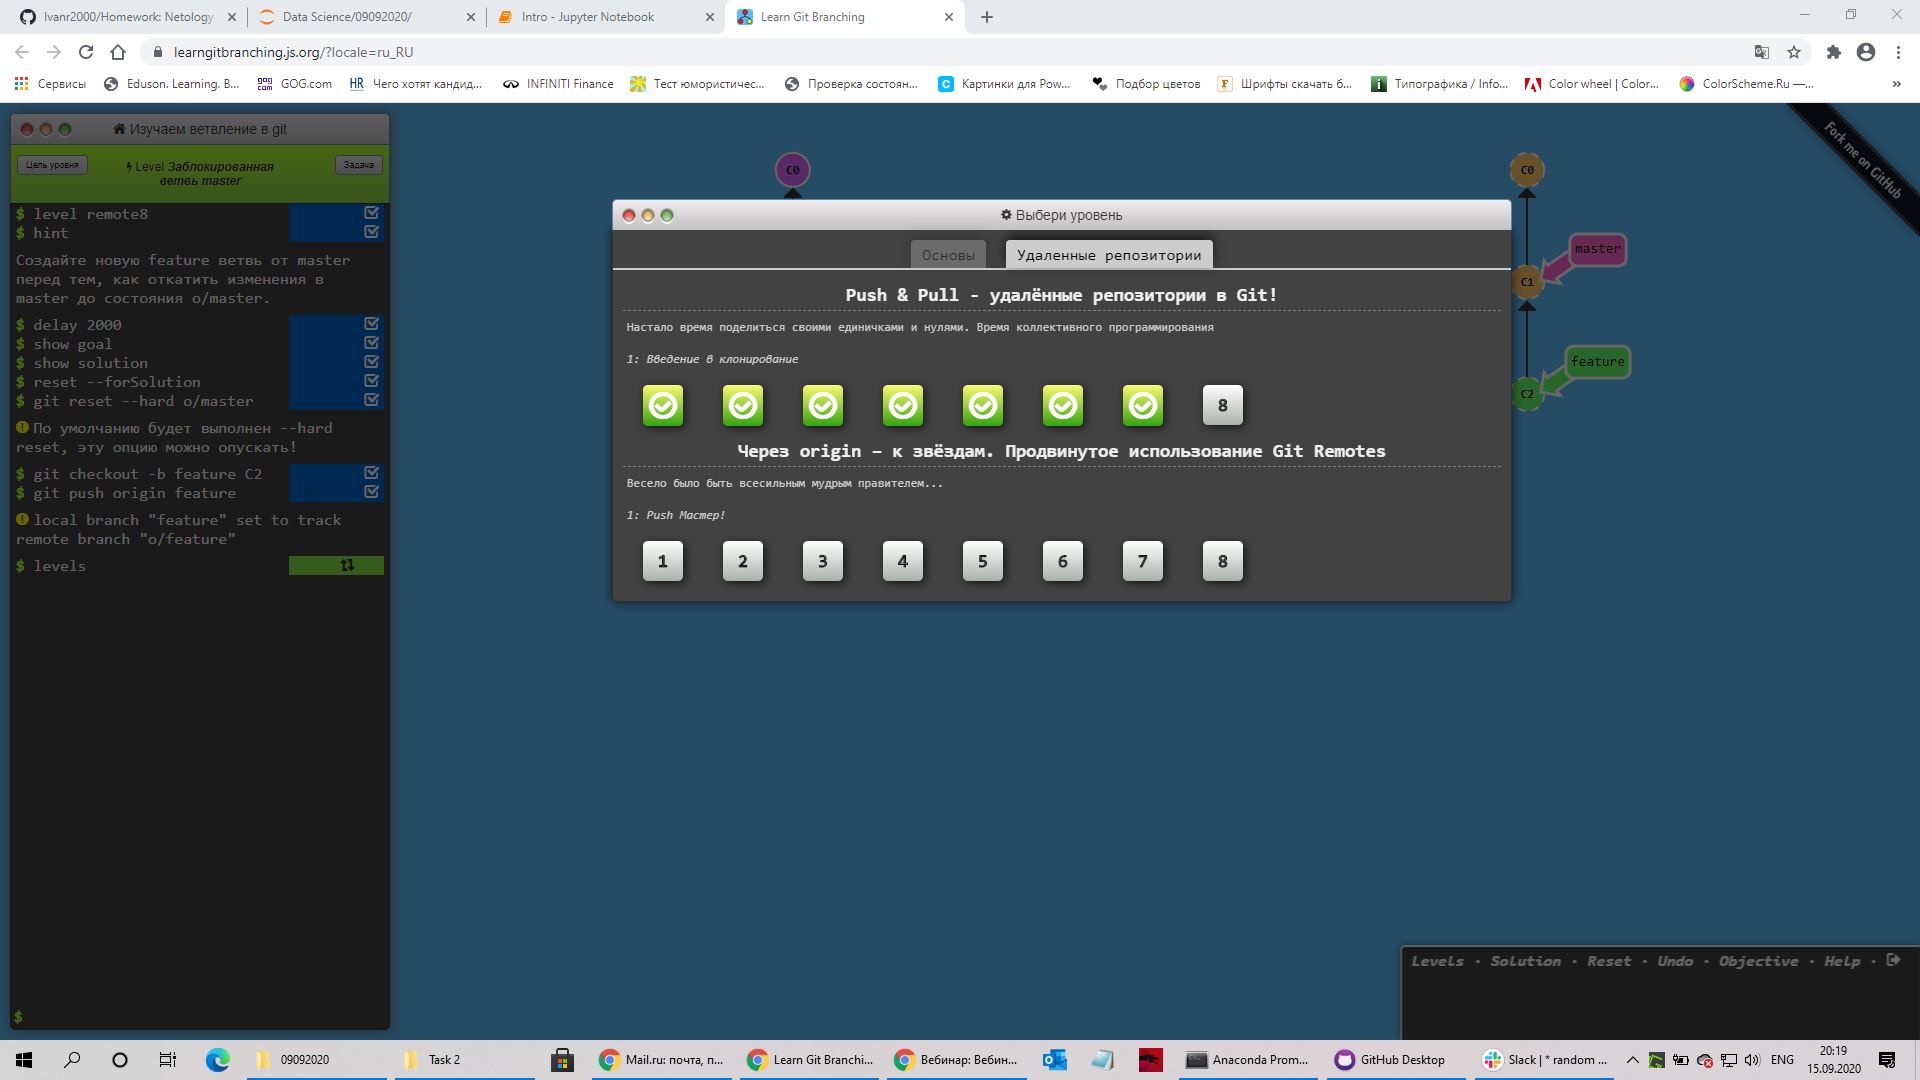 Ivanr2000/Homework: Netology
Data Science/09092020/
Intro - Jupyter Notebook
Learn Git Branching
learngitbranching.js.org/?locale=ru_RU
Сервисы
Eduson. Learning. B...
GOG.com
HR Чего хотят кандид...
INFINITI Finance
Тест юмористичес...
Проверка состоян...
Картинки для Pow...
Подбор цветов
Шрифты скачать б...
Типографика / Info...
Color wheel | Color...
ColorScheme.Ru —...
»
Изучаем ветвление в git
Цель уровня
Level Заблокированная
ветвь master
Задача
$ level remote8
$ hint
Создайте новую feature ветвь от master
перед тем, как откатить изменения в
master до состояния o/master.
$ delay 2000
$ show goal
$ show solution
$ reset --forSolution
$ git reset --hard o/master
По умолчанию будет выполнен --hard
reset, эту опцию можно опускать!
$ git checkout -b feature C2
$ git push origin feature
local branch "feature" set to track
remote branch "o/feature"
$ levels
$
C0
C0
master
C1
feature
C2
Fork me on GitHub
Выбери уровень
Основы
Удаленные репозитории
Push & Pull - удалённые репозитории в Git!
Настало время поделиться своими единичками и нулями. Время коллективного программирования
1: Введение в клонирование
8
Через origin – к звёздам. Продвинутое использование Git Remotes
Весело было быть всесильным мудрым правителем...
1: Push Мастер!
1 2 3 4 5 6 7 8
Levels · Solution · Reset · Undo · Objective · Help ·
09092020
Task 2
Mail.ru: почта, п...
Learn Git Branchi...
Вебинар: Вебин...
Anaconda Prom...
GitHub Desktop
Slack | * random ...
ENG
20:19
15.09.2020